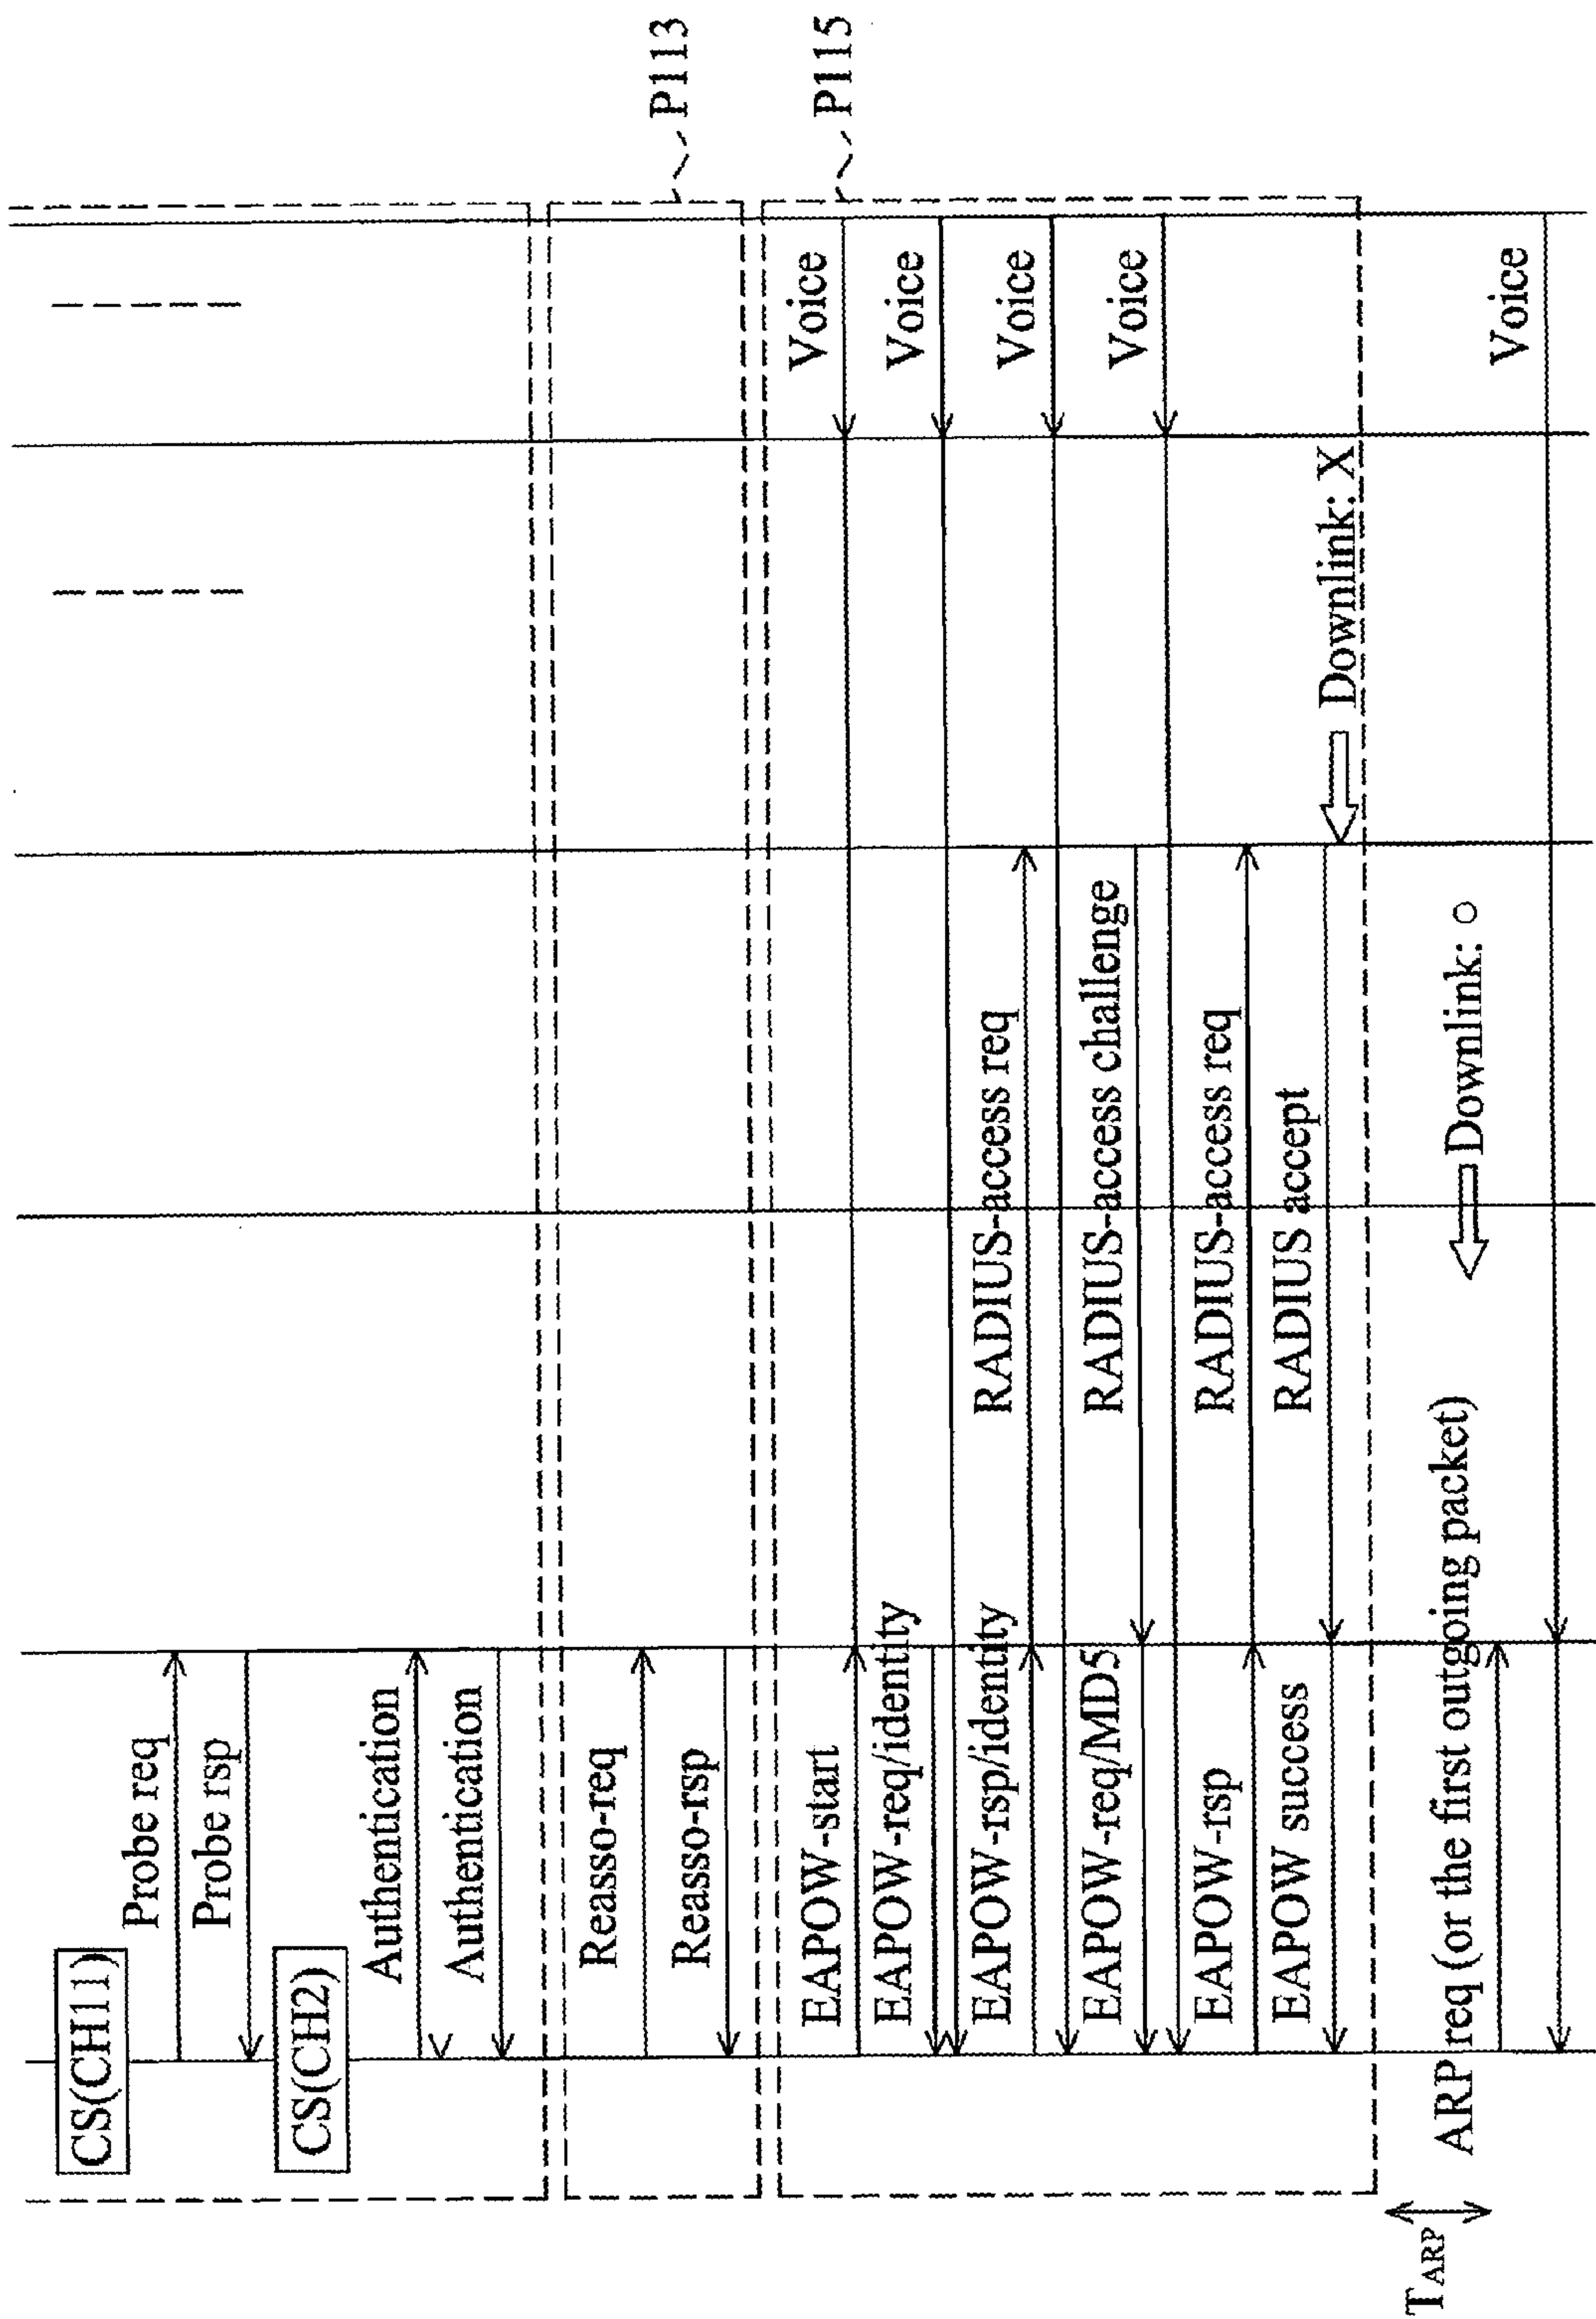 CS(CH11)
Probe req
Probe rsp
CS(CH2)
Authentication
Authentication
Reasso-req
Reasso-rsp
P113
P115
EAPOW-start
Voice
EAPOW-req/identity
Voice
EAPOW-rsp/identity
RADIUS-access req
Voice
EAPOW-req/MD5
RADIUS-access challenge
Voice
EAPOW-rsp
RADIUS-access req
EAPOW success
RADIUS accept
Downlink: X
TARP
ARP req (or the first outgoing packet)
Downlink: ○
Voice